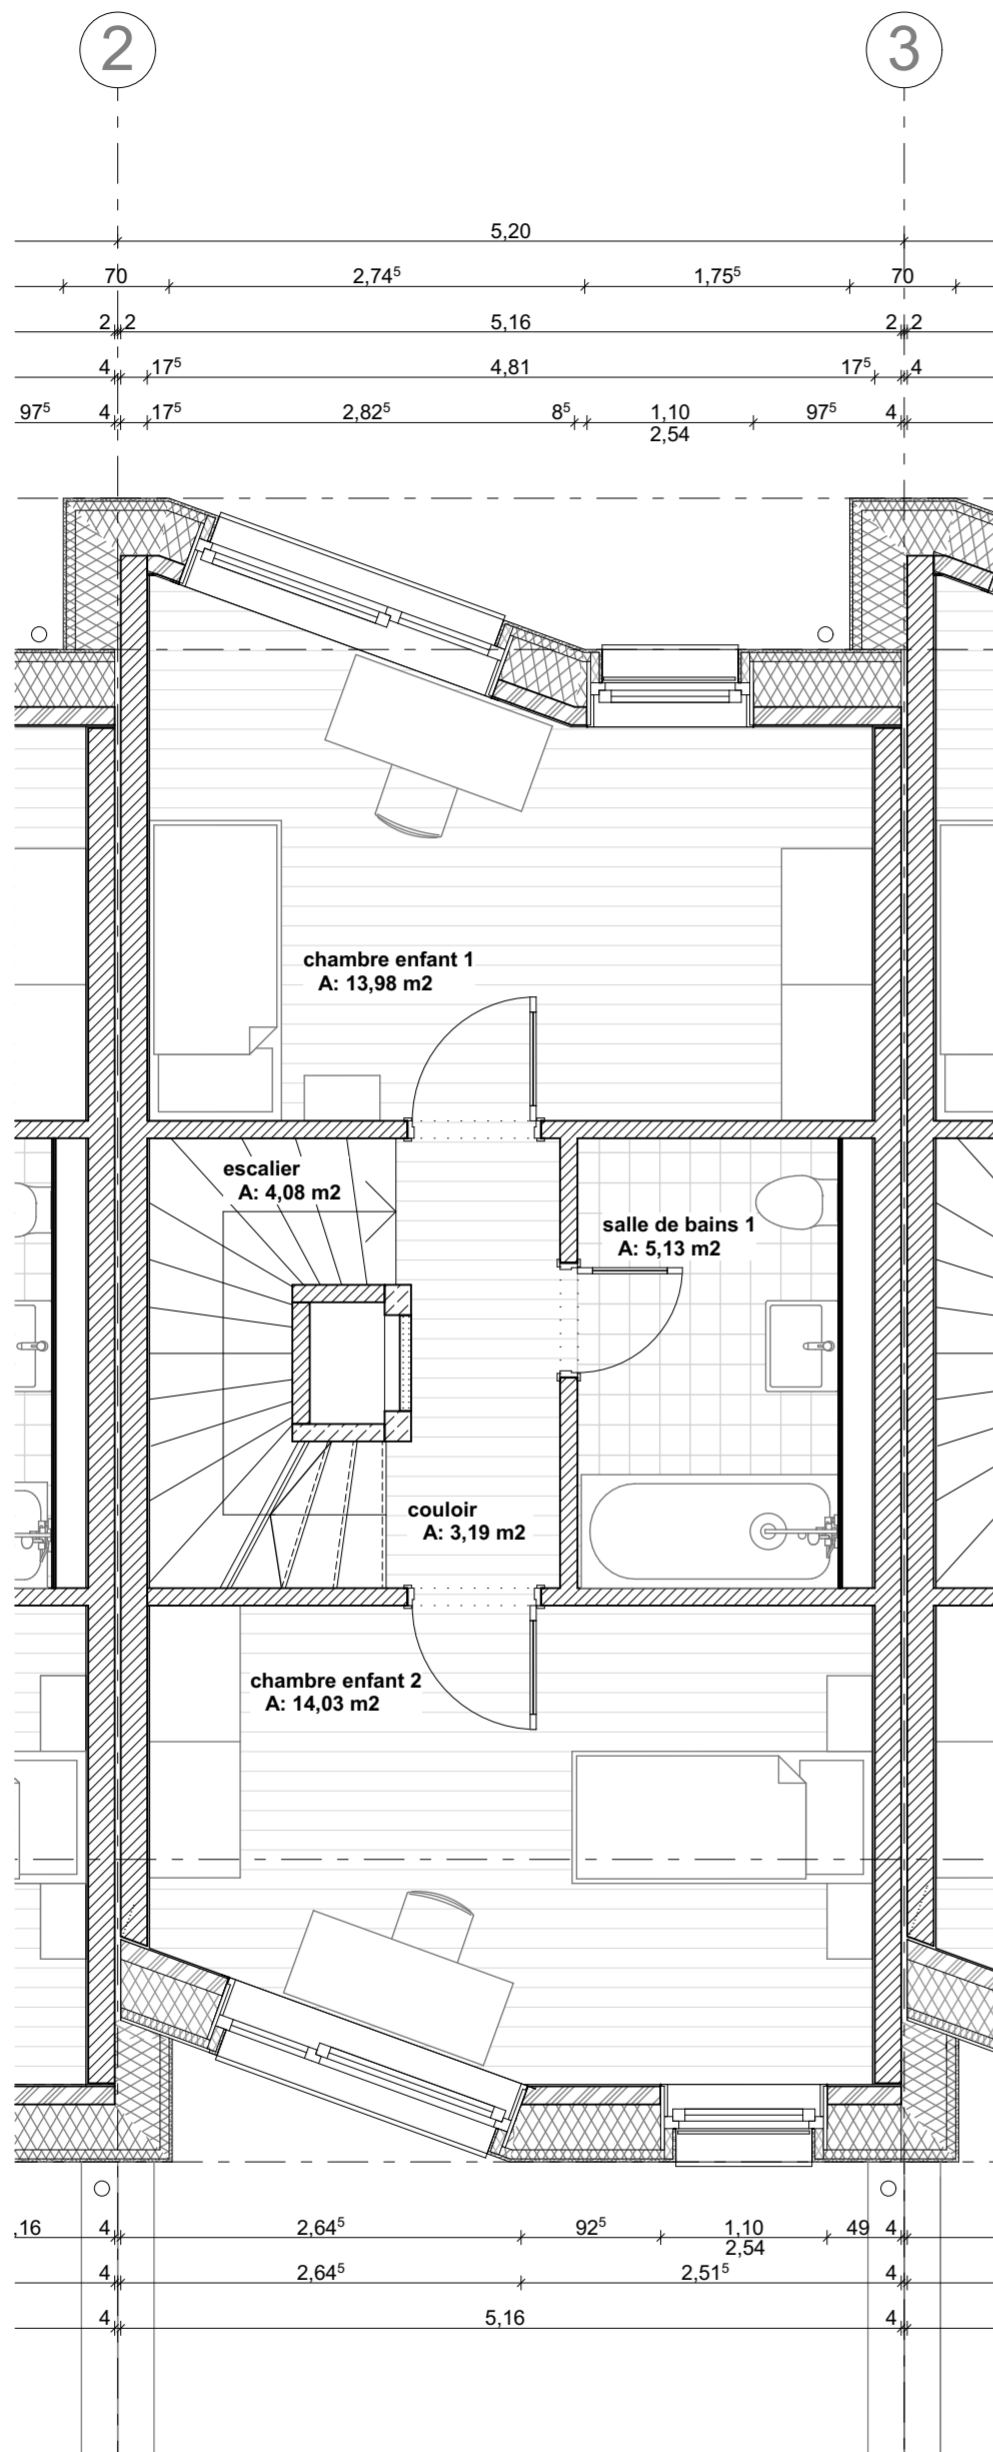 2 3
5,20
70 2,74⁵ 1,75⁵ 70
2 2 5,16 2 2
4 17⁵ 4,81 17⁵ 4
97⁵ 4 17⁵ 2,82⁵ 8⁵ 1,10 97⁵ 4
2,54
chambre enfant 1
A: 13,98 m2
escalier
A: 4,08 m2
salle de bains 1
A: 5,13 m2
couloir
A: 3,19 m2
chambre enfant 2
A: 14,03 m2
,16 4 2,64⁵ 92⁵ 1,10 49 4
2,54
4 2,64⁵ 2,51⁵ 4
4 5,16 4